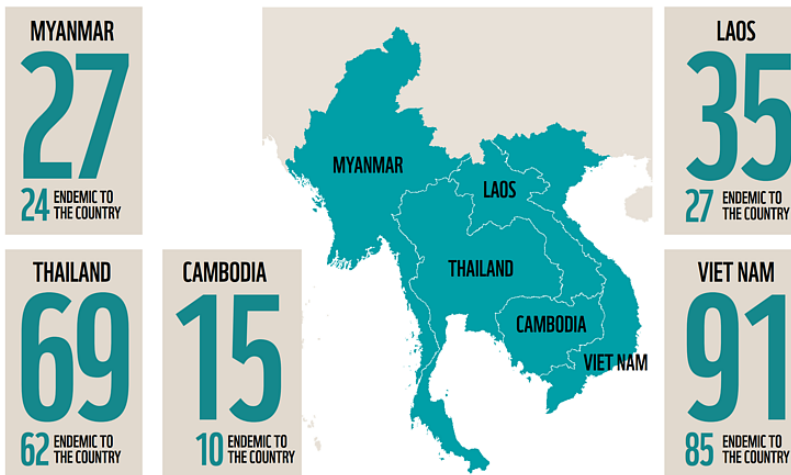 MYANMAR
27
24 ENDEMIC TO
THE COUNTRY
LAOS
35
27 ENDEMIC TO
THE COUNTRY
MYANMAR
LAOS
THAILAND
CAMBODIA
VIET NAM
THAILAND
69
62 ENDEMIC TO
THE COUNTRY
CAMBODIA
15
10 ENDEMIC TO
THE COUNTRY
VIET NAM
91
85 ENDEMIC TO
THE COUNTRY